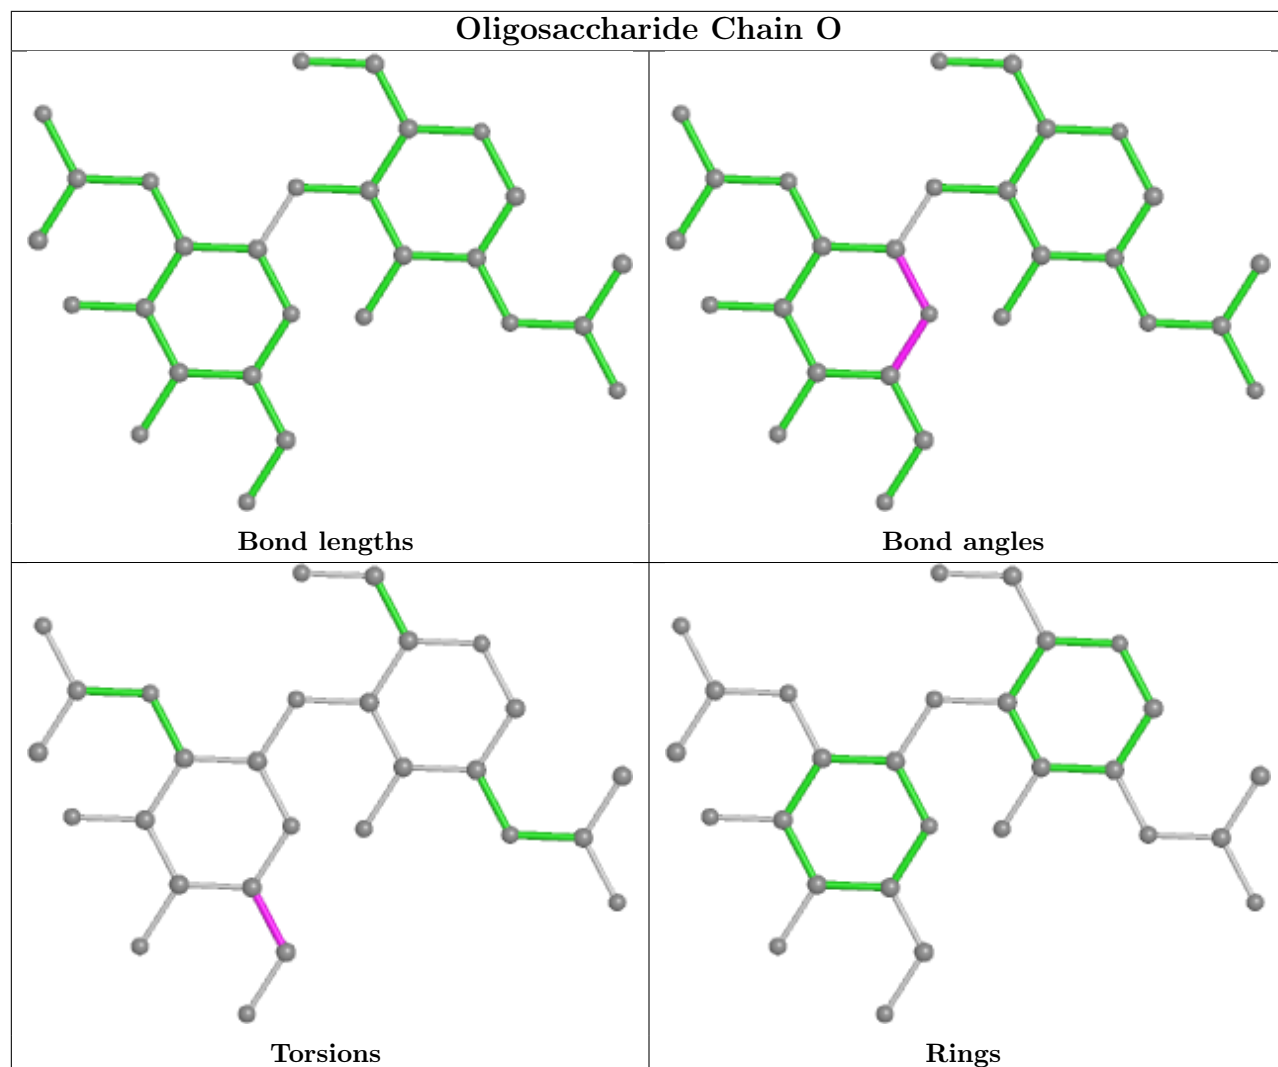 Oligosaccharide Chain O
Bond lengths
Bond angles
Torsions
Rings